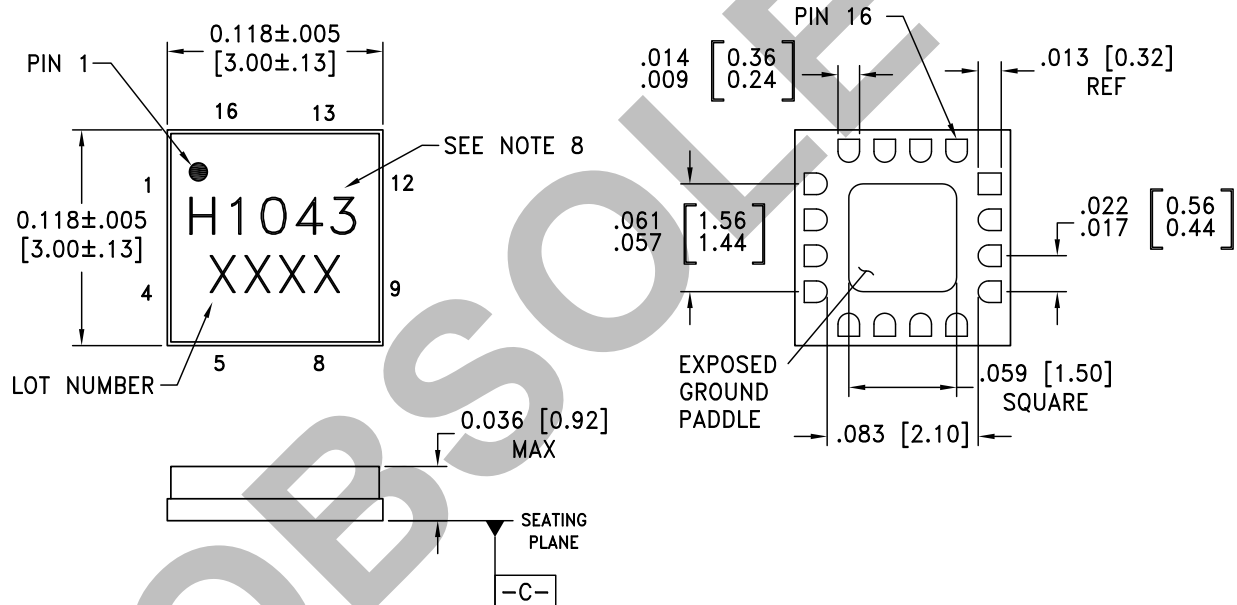 0.118±.005
[3.00±.13]
PIN 1
16 13
SEE NOTE 8
1 12
0.118±.005
[3.00±.13]
H1043
XXXX
4 9
5 8
LOT NUMBER
0.036 [0.92]
MAX
SEATING
PLANE
-C-
PIN 16
.014 [0.36
.009 0.24]
.013 [0.32]
REF
.061 [1.56
.057 1.44]
.022 [0.56
.017 0.44]
EXPOSED
GROUND
PADDLE
.059 [1.50]
SQUARE
.083 [2.10]
OBSOLE